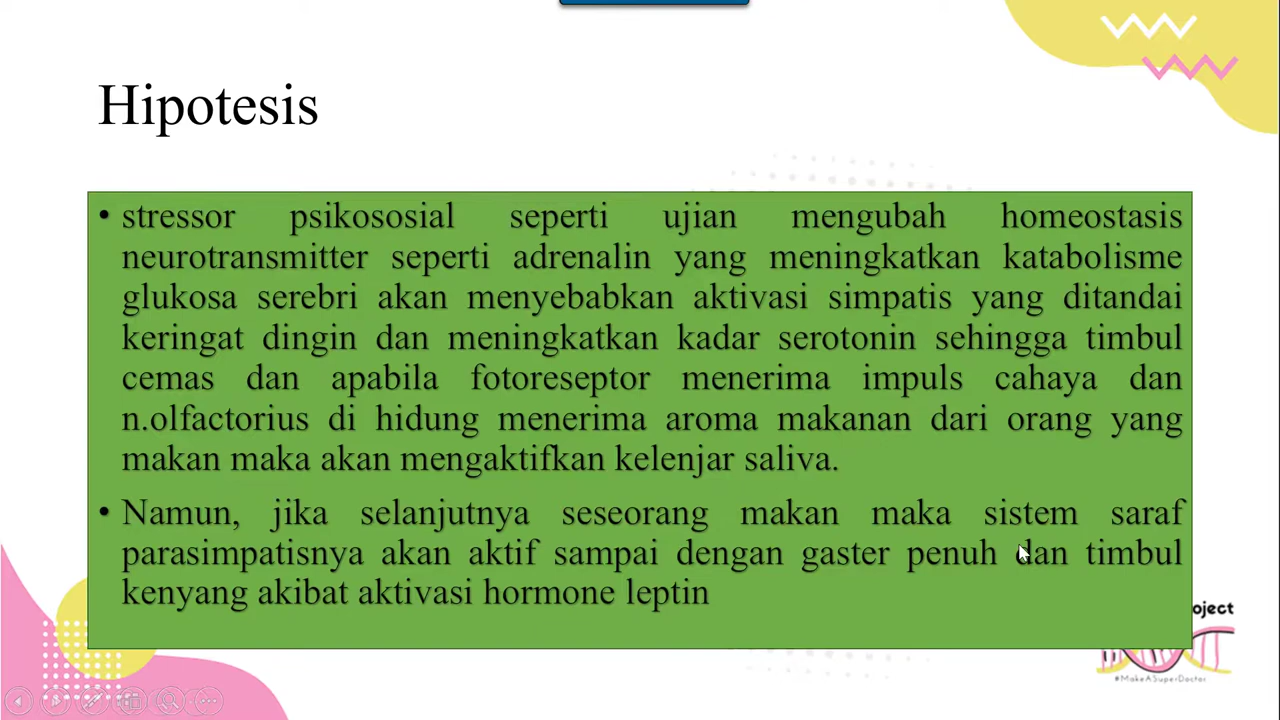 Hipotesis
• stressor psikososial seperti ujian mengubah homeostasis
neurotransmitter seperti adrenalin yang meningkatkan katabolisme
glukosa serebri akan menyebabkan aktivasi simpatis yang ditandai
keringat dingin dan meningkatkan kadar serotonin sehingga timbul
cemas dan apabila fotoreseptor menerima impuls cahaya dan
n.olfactorius di hidung menerima aroma makanan dari orang yang
makan maka akan mengaktifkan kelenjar saliva.
• Namun, jika selanjutnya seseorang makan maka sistem saraf
parasimpatisnya akan aktif sampai dengan gaster penuh dan timbul
kenyang akibat aktivasi hormone leptin
oject
#MakeASuperDoctor